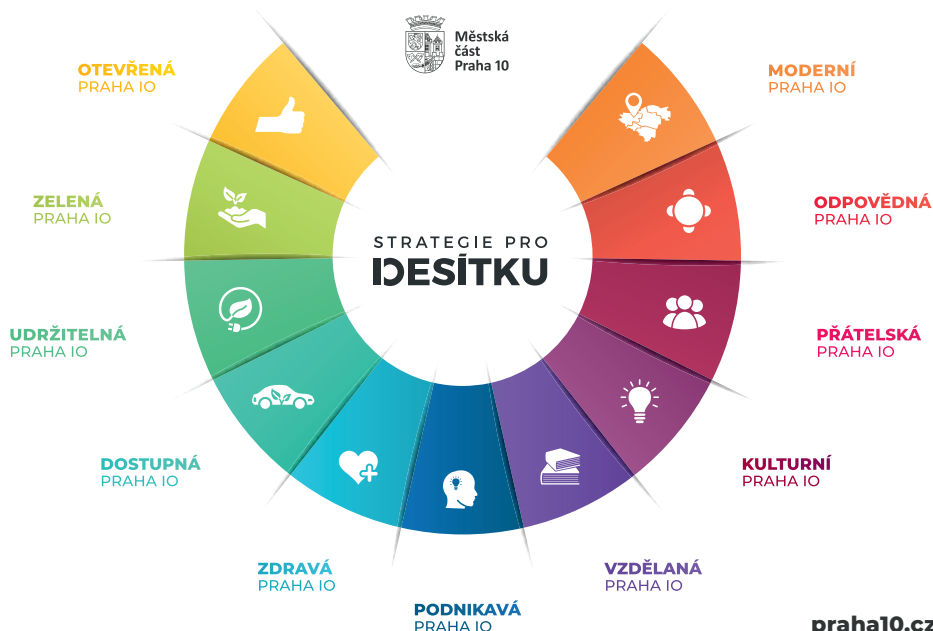 Městská
část
Praha 10
OTEVŘENÁ
PRAHA IO
MODERNÍ
PRAHA IO
ZELENÁ
PRAHA IO
ODPOVĚDNÁ
PRAHA IO
STRATEGIE PRO
DESÍTKU
UDRŽITELNÁ
PRAHA IO
PŘÁTELSKÁ
PRAHA IO
DOSTUPNÁ
PRAHA IO
KULTURNÍ
PRAHA IO
ZDRAVÁ
PRAHA IO
VZDĚLANÁ
PRAHA IO
PODNIKAVÁ
PRAHA IO
praha10.cz